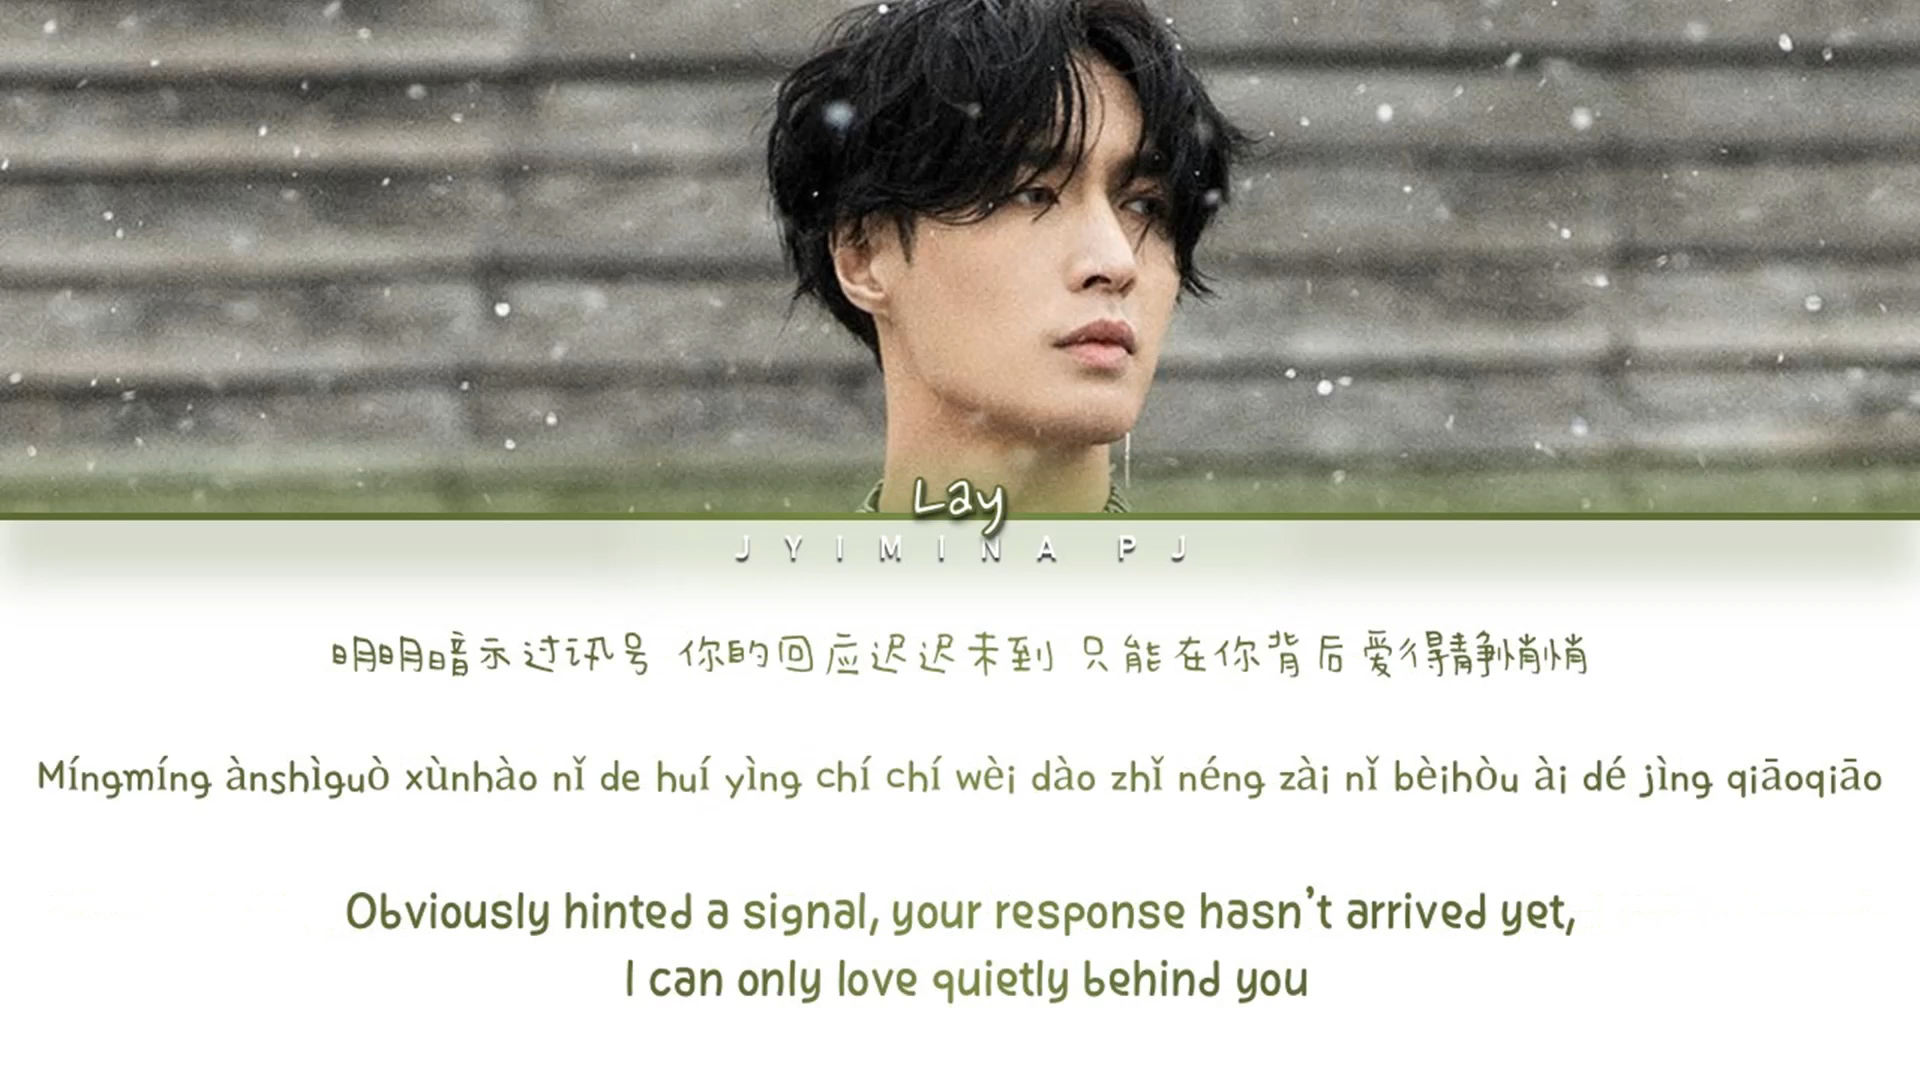 Lay
JYIMINA PJ
明明暗示过讯号 你的回应迟迟未到 只能在你背后爱得静悄悄
Míngmíng ànshìguò xùnhào nǐ de huí yìng chí chí wèi dào zhǐ néng zài nǐ bèihòu ài dé jìng qiāoqiāo
Obviously hinted a signal, your response hasn't arrived yet,
I can only love quietly behind you